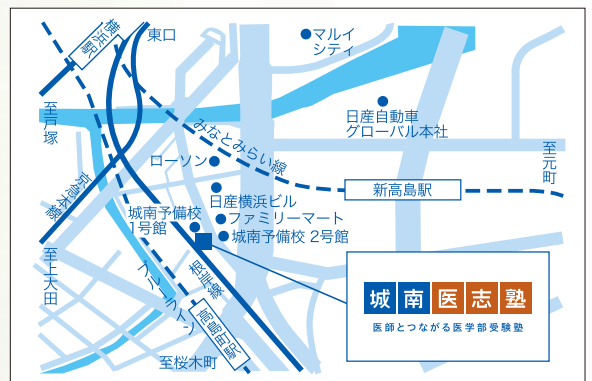 横浜駅
東口
マルイ
シティ
日産自動車
グローバル本社
至戸塚
みなとみらい線
ローソン
至元町
新高島駅
京急本線
日産横浜ビル
城南予備校
1号館
ファミリーマート
城南予備校 2号館
至上大田
ブルーライン
根岸線
高島町駅
至桜木町
城南医志塾
医師とつながる医学部受験塾